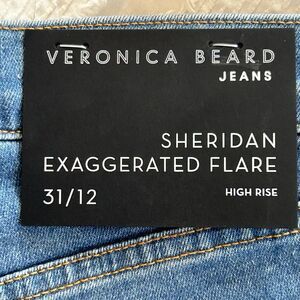 VERONICA BEARD
JEANS
SHERIDAN
EXAGGERATED FLARE
31/12
HIGH RISE